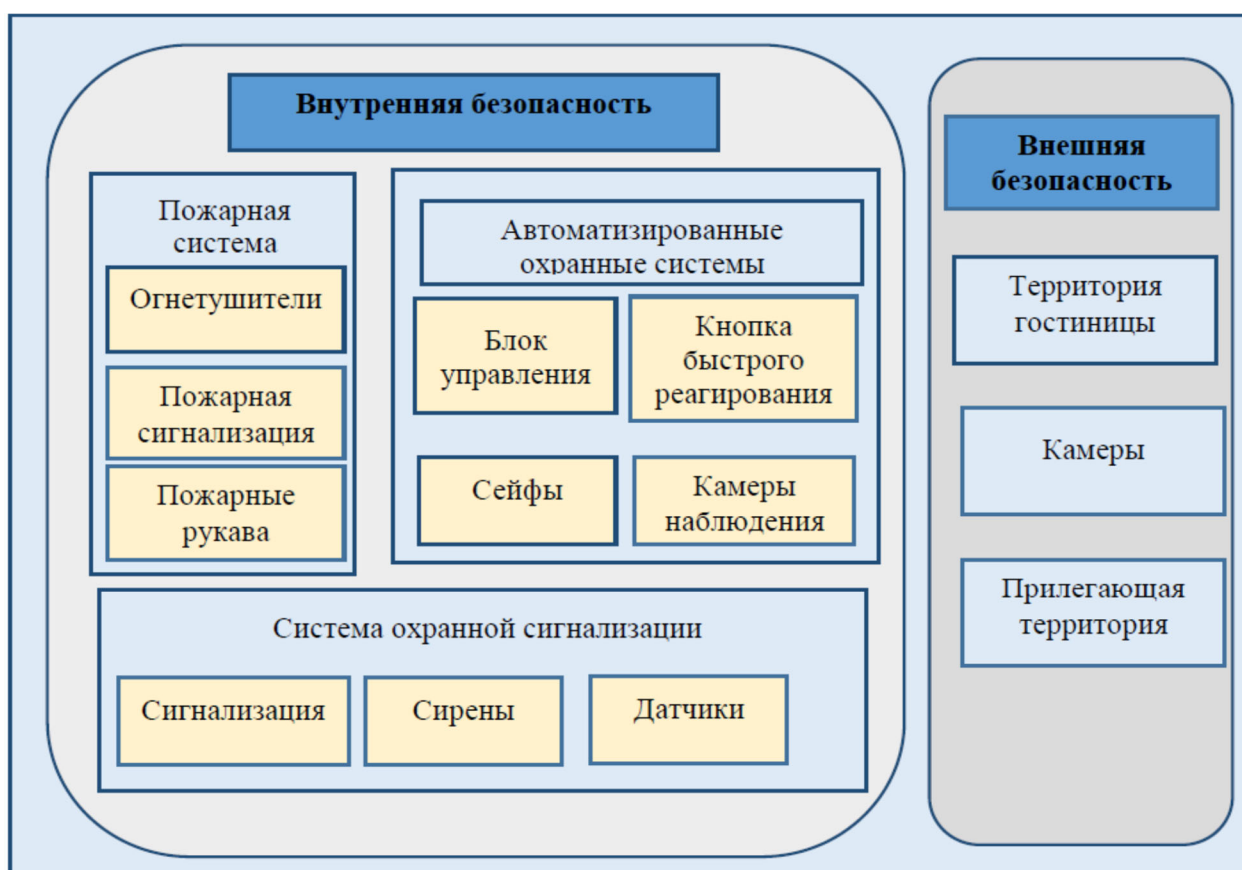 Внутренняя безопасность
Пожарная
система
Огнетушители
Пожарная
сигнализация
Пожарные
рукава
Автоматизированные
охранные системы
Блок
управления
Кнопка
быстрого
реагирования
Сейфы
Камеры
наблюдения
Система охранной сигнализации
Сигнализация
Сирены
Датчики
Внешняя
безопасность
Территория
гостиницы
Камеры
Прилегающая
территория